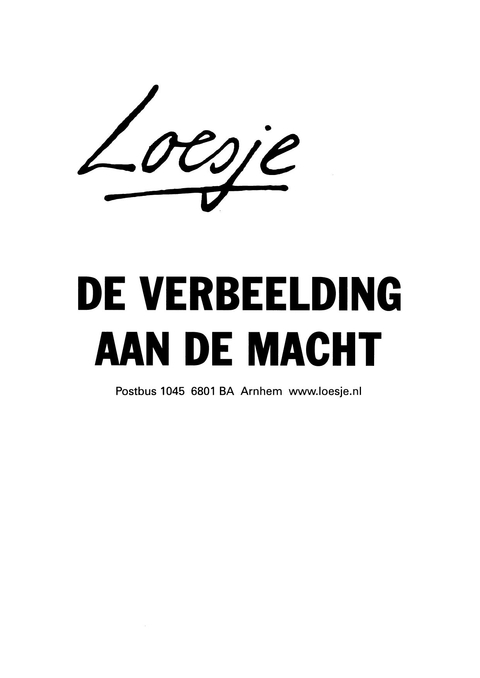 Loesje
DE VERBEELDING
AAN DE MACHT
Postbus 1045 6801 BA Arnhem www.loesje.nl